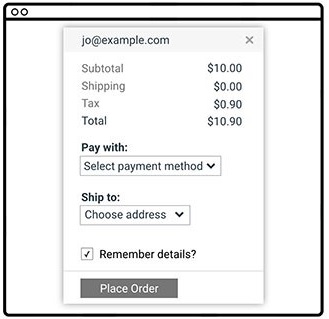 jo@example.com
Subtotal $10.00
Shipping $0.00
Tax $0.90
Total $10.90
Pay with:
Select payment method
Ship to:
Choose address
Remember details?
Place Order